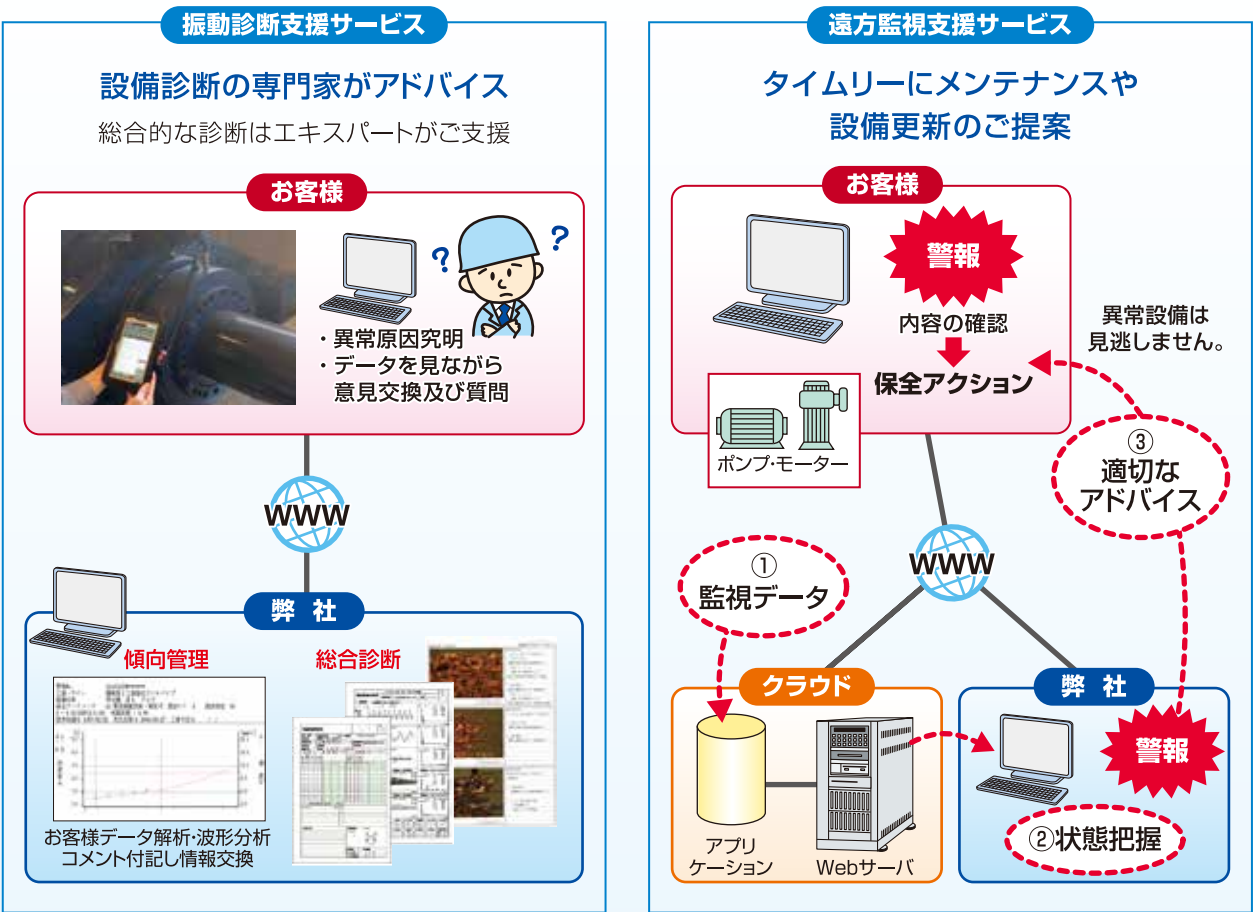 振動診断支援サービス
設備診断の専門家がアドバイス
総合的な診断はエキスパートがご支援
お客様
?
?
・異常原因究明
・データを見ながら
意見交換及び質問
WWW
弊社
傾向管理
総合診断
お客様データ解析・波形分析
コメント付記し情報交換
遠方監視支援サービス
タイムリーにメンテナンスや
設備更新のご提案
お客様
警報
内容の確認
保全アクション
異常設備は
見逃しません。
ポンプ・モーター
③
適切な
アドバイス
WWW
①
監視データ
クラウド
アプリ
ケーション
Webサーバ
弊社
警報
②状態把握